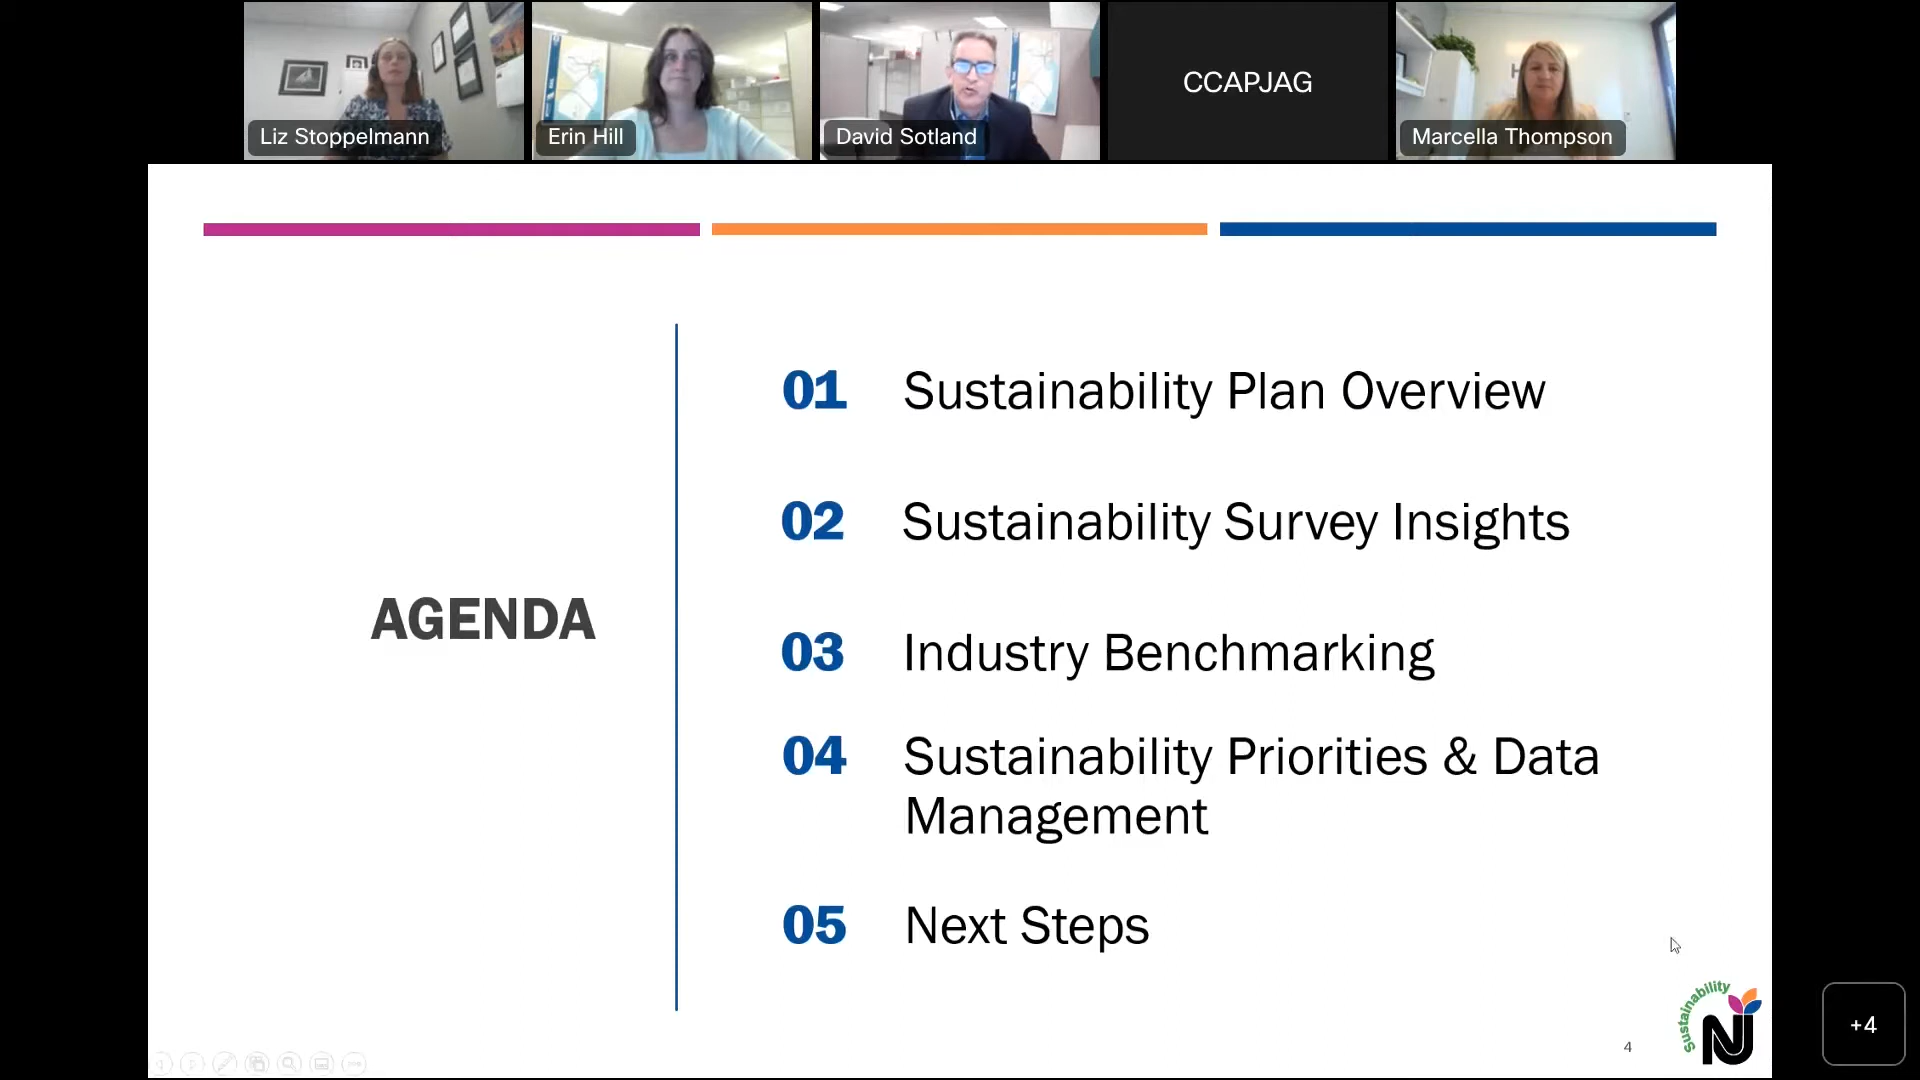 Liz Stoppelmann
Erin Hill
David Sotland
CCAPJAG
Marcella Thompson
AGENDA
01 Sustainability Plan Overview
02 Sustainability Survey Insights
03 Industry Benchmarking
04 Sustainability Priorities & Data
Management
05 Next Steps
4
Sustainability
NJ
+4